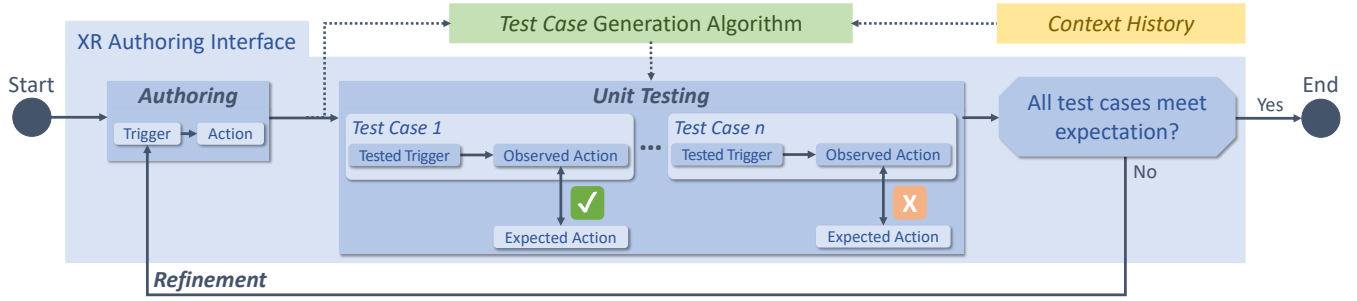 Test Case Generation Algorithm
Context History
XR Authoring Interface
Start
Authoring
Trigger
Action
Unit Testing
Test Case 1
Tested Trigger
Observed Action
Expected Action
...
Test Case n
Tested Trigger
Observed Action
X
Expected Action
All test cases meet
expectation?
Yes
End
No
Refinement